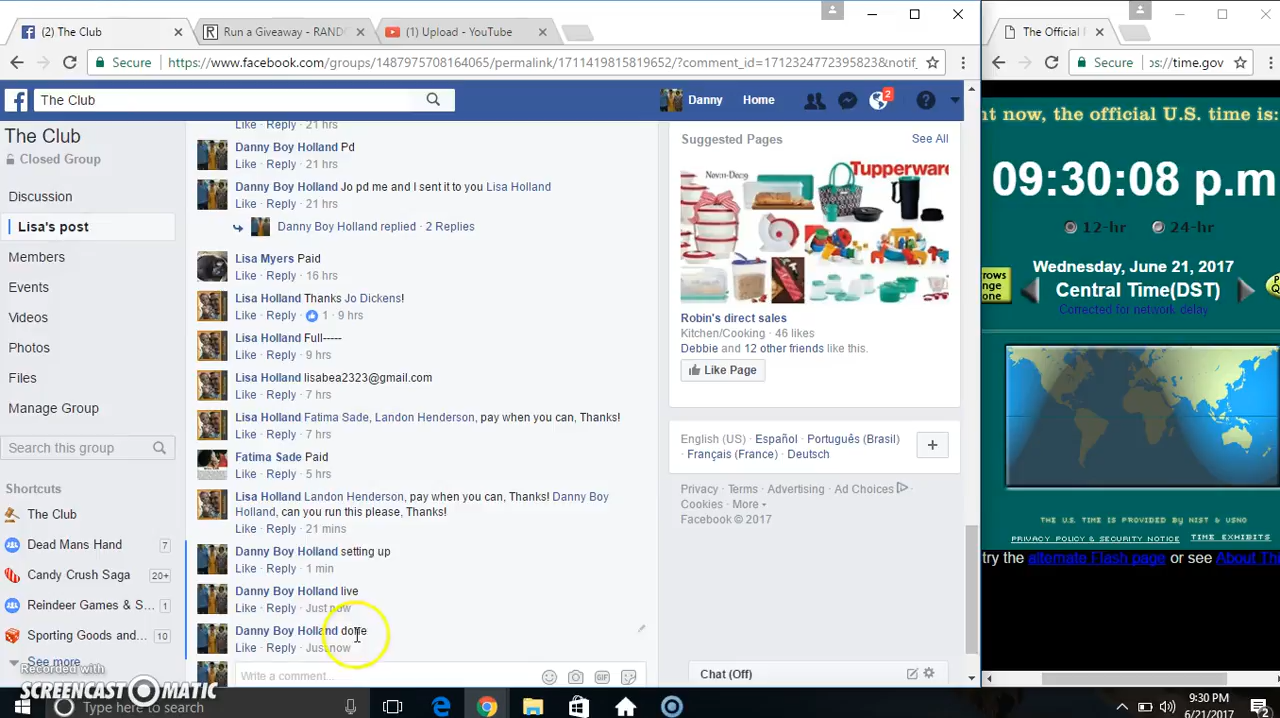 (2) The Club
Run a Giveaway - RAND
(1) Upload - YouTube
The Official
Secure
https://www.facebook.com/groups/1487975708164065/permalink/1711419815819652/?comment_id=1712324772395823&notif_
Secure
ps://time.gov
The Club
Danny
Home
2
The Club
Closed Group
Discussion
Lisa's post
Members
Events
Videos
Photos
Files
Manage Group
Search this group
Shortcuts
The Club
Dead Mans Hand 7
Candy Crush Saga 20+
Reindeer Games & S... 1
Sporting Goods and... 10
See more
Recorded with
SCREENCAST-O-MATIC
Like · Reply · 21 hrs
Danny Boy Holland Pd
Like · Reply · 21 hrs
Danny Boy Holland Jo pd me and I sent it to you Lisa Holland
Like · Reply · 21 hrs
Danny Boy Holland replied · 2 Replies
Lisa Myers Paid
Like · Reply · 16 hrs
Lisa Holland Thanks Jo Dickens!
Like · Reply · 1 · 9 hrs
Lisa Holland Full-----
Like · Reply · 9 hrs
Lisa Holland lisabea2323@gmail.com
Like · Reply · 7 hrs
Lisa Holland Fatima Sade, Landon Henderson, pay when you can, Thanks!
Like · Reply · 7 hrs
Fatima Sade Paid
Like · Reply · 5 hrs
Lisa Holland Landon Henderson, pay when you can, Thanks! Danny Boy
Holland, can you run this please, Thanks!
Like · Reply · 21 mins
Danny Boy Holland setting up
Like · Reply · 1 min
Danny Boy Holland live
Like · Reply · Just now
Danny Boy Holland done
Like · Reply · Just now
Write a comment...
GIF
Suggested Pages
See All
Nov11-Dec09
Tupperware
Robin's direct sales
Kitchen/Cooking · 46 likes
Debbie and 12 other friends like this.
Like Page
English (US) · Español · Português (Brasil) ·
Français (France) · Deutsch
Privacy · Terms · Advertising · Ad Choices ·
Cookies · More
Facebook © 2017
Chat (Off)
nt now, the official U.S. time is:
09:30:08 p.m
12-hr 24-hr
Wednesday, June 21, 2017
Central Time(DST)
Corrected for network delay
rows
nge
one
THE U.S. TIME IS PROVIDED BY NIST & USNO
PRIVACY POLICY & SECURITY NOTICE TIME EXHIBITS
try the alternate Flash page or see About Th
Type here to search
9:30 PM
6/21/2017
2